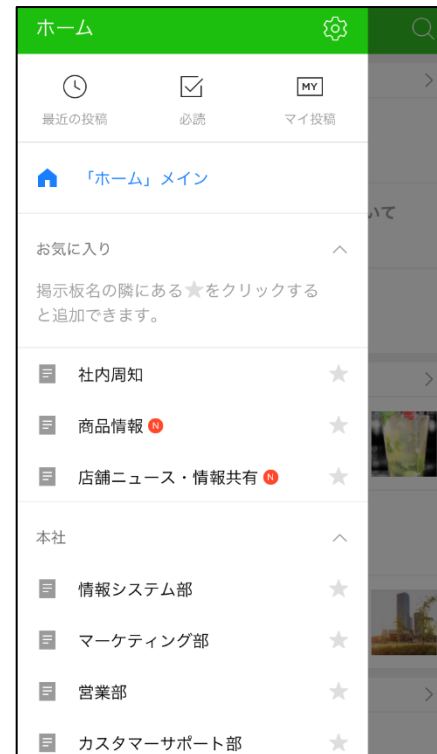 ホーム
最近の投稿 必読 MY マイ投稿
「ホーム」メイン
いて
お気に入り
掲示板名の隣にある★をクリックする
と追加できます。
社内周知
商品情報 N
店舗ニュース・情報共有 N
本社
情報システム部
マーケティング部
営業部
カスタマーサポート部